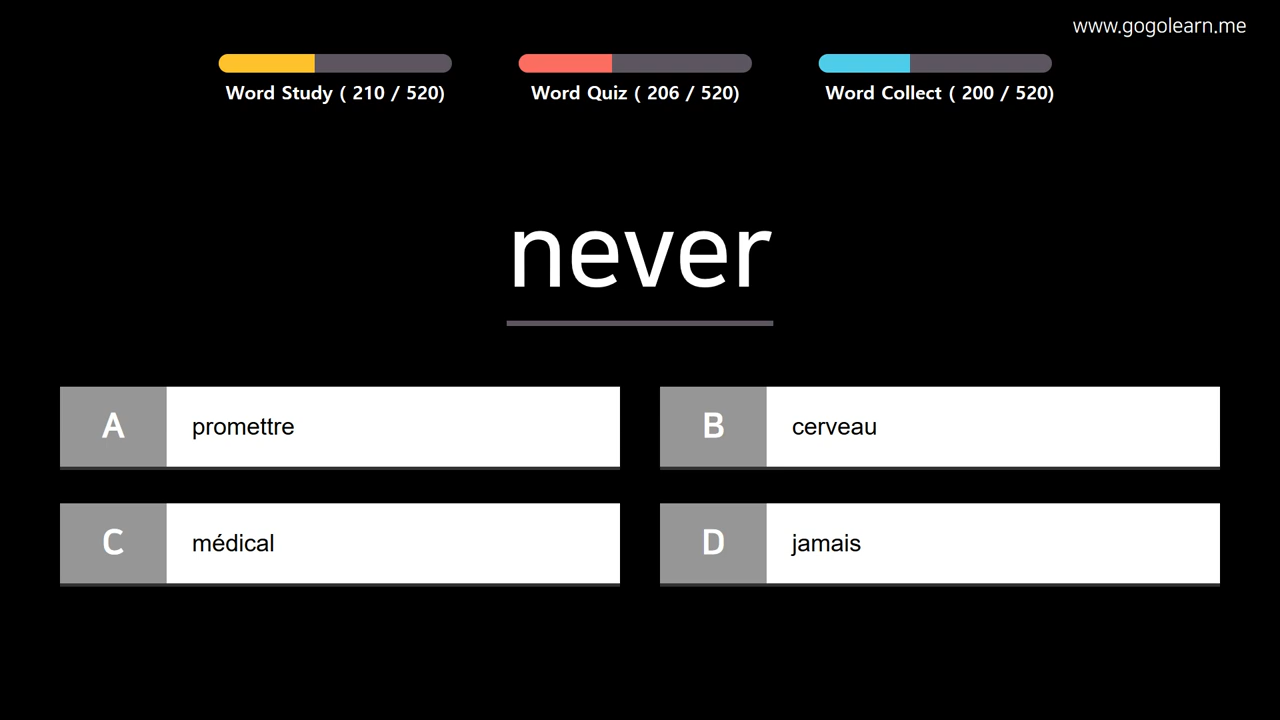 www.gogolearn.me
Word Study ( 210 / 520)
Word Quiz ( 206 / 520)
Word Collect ( 200 / 520)
never
A promettre
B cerveau
C médical
D jamais